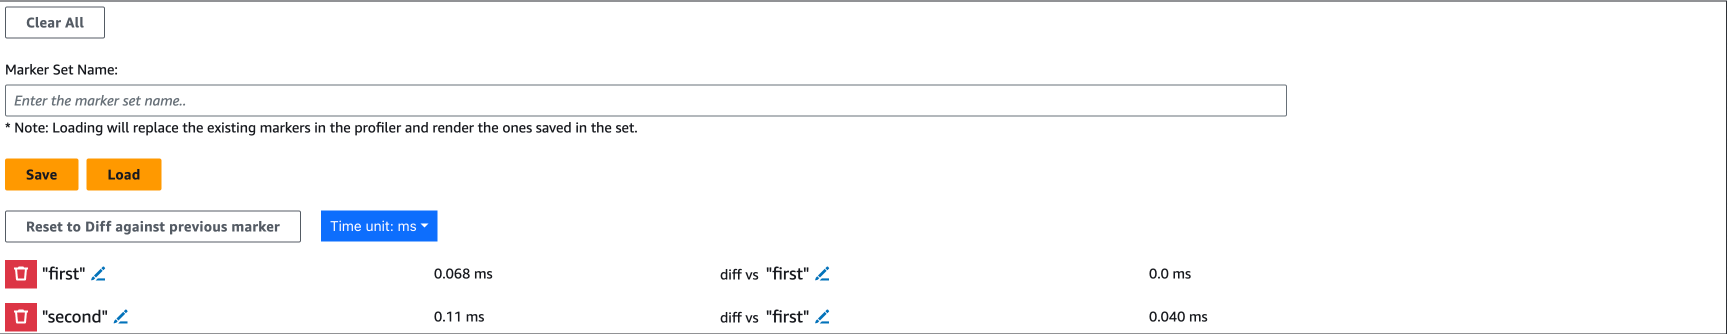 Clear All
Marker Set Name:
Enter the marker set name..
* Note: Loading will replace the existing markers in the profiler and render the ones saved in the set.
Save Load
Reset to Diff against previous marker Time unit: ms
"first" 0.068 ms diff vs "first" 0.0 ms
"second" 0.11 ms diff vs "first" 0.040 ms